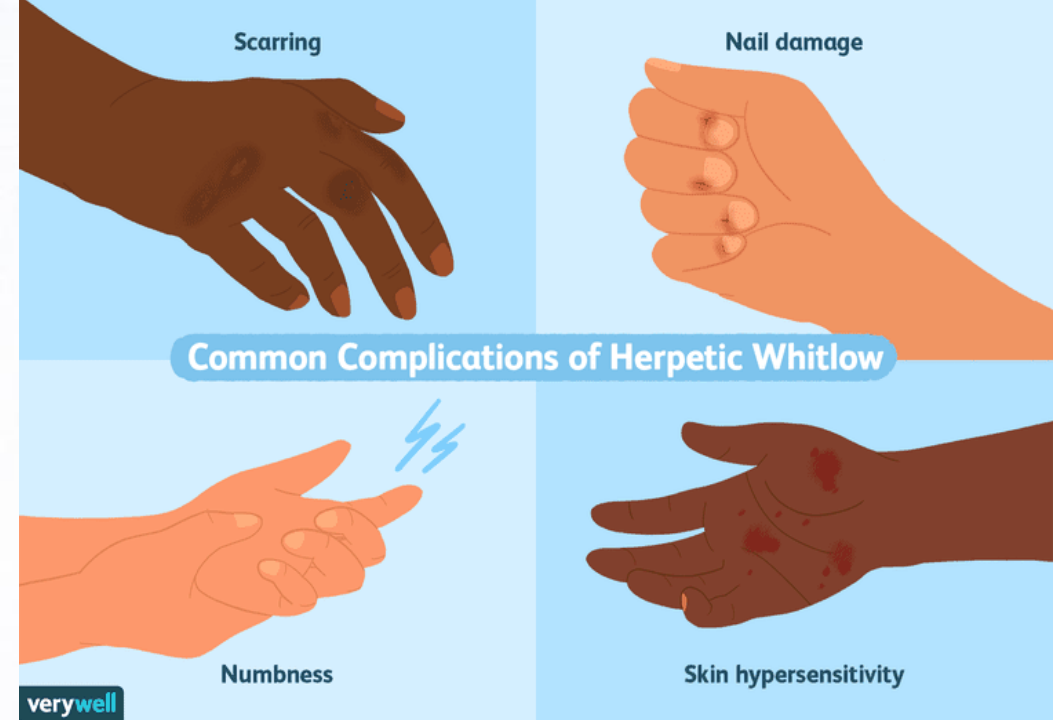 Scarring
Nail damage
Common Complications of Herpetic Whitlow
Numbness
Skin hypersensitivity
verywell